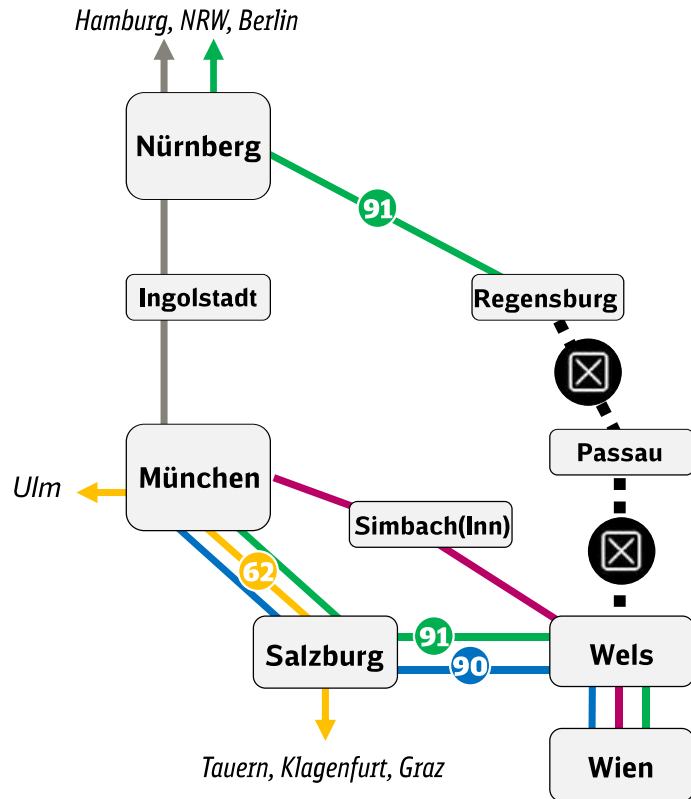 Hamburg, NRW, Berlin
Nürnberg
91
Ingolstadt
Regensburg
Passau
Ulm
München
Simbach(Inn)
62
91
Salzburg
90
Wels
Tauern, Klagenfurt, Graz
Wien